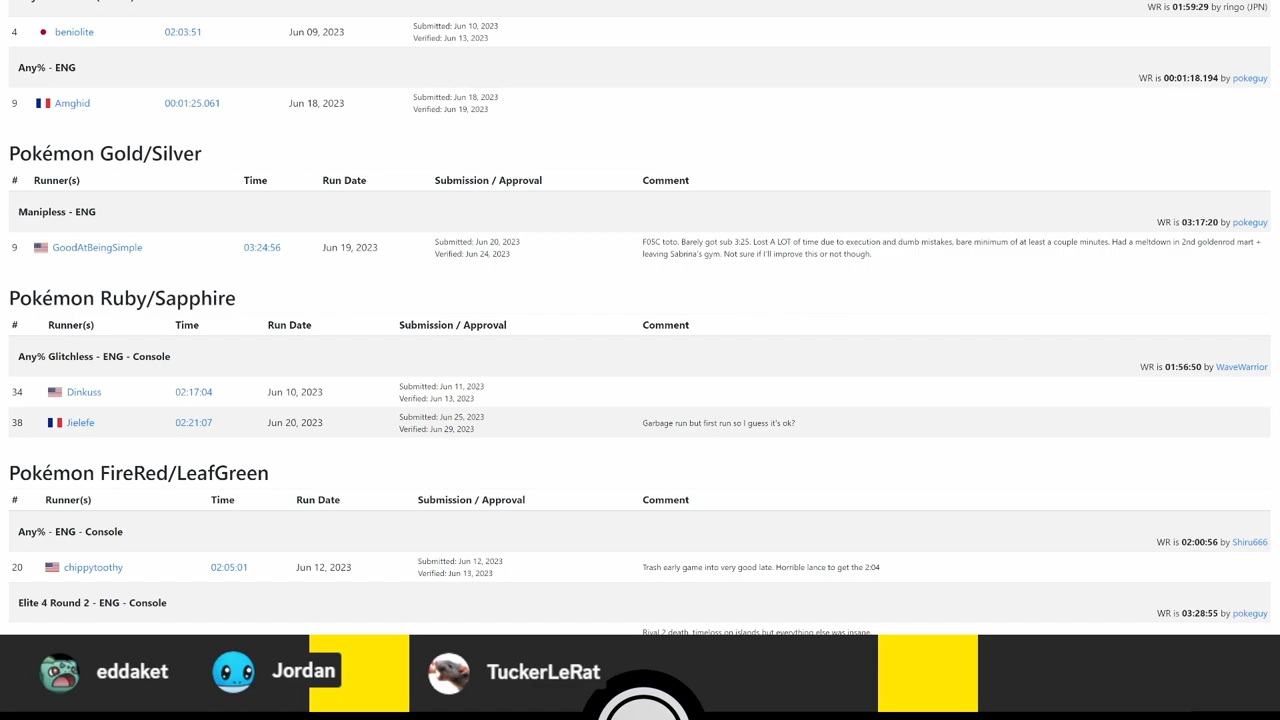 WR is 01:59:29 by ringo (JPN)
4 beniolite 02:03:51 Jun 09, 2023 Submitted: Jun 10, 2023
Verified: Jun 13, 2023
Any% - ENG
WR is 00:01:18.194 by pokeguy
9 Amghid 00:01:25.061 Jun 18, 2023 Submitted: Jun 18, 2023
Verified: Jun 19, 2023
Pokémon Gold/Silver
# Runner(s) Time Run Date Submission / Approval Comment
Manipless - ENG
WR is 03:17:20 by pokeguy
9 GoodAtBeingSimple 03:24:56 Jun 19, 2023 Submitted: Jun 20, 2023 F05C toto. Barely got sub 3:25. Lost A LOT of time due to execution and dumb mistakes, bare minimum of at least a couple minutes. Had a meltdown in 2nd goldenrod mart +
Verified: Jun 24, 2023 leaving Sabrina's gym. Not sure if I'll improve this or not though.
Pokémon Ruby/Sapphire
# Runner(s) Time Run Date Submission / Approval Comment
Any% Glitchless - ENG - Console
WR is 01:56:50 by WaveWarrior
34 Dinkuss 02:17:04 Jun 10, 2023 Submitted: Jun 11, 2023
Verified: Jun 13, 2023
38 Jielefe 02:21:07 Jun 20, 2023 Submitted: Jun 25, 2023 Garbage run but first run so I guess it's ok?
Verified: Jun 29, 2023
Pokémon FireRed/LeafGreen
# Runner(s) Time Run Date Submission / Approval Comment
Any% - ENG - Console
WR is 02:00:56 by Shiru666
20 chippytoothy 02:05:01 Jun 12, 2023 Submitted: Jun 12, 2023 Trash early game into very good late. Horrible lance to get the 2:04
Verified: Jun 13, 2023
Elite 4 Round 2 - ENG - Console
WR is 03:28:55 by pokeguy
Rival 2 death, timeloss on islands but everything else was insane.
eddaket Jordan TuckerLeRat